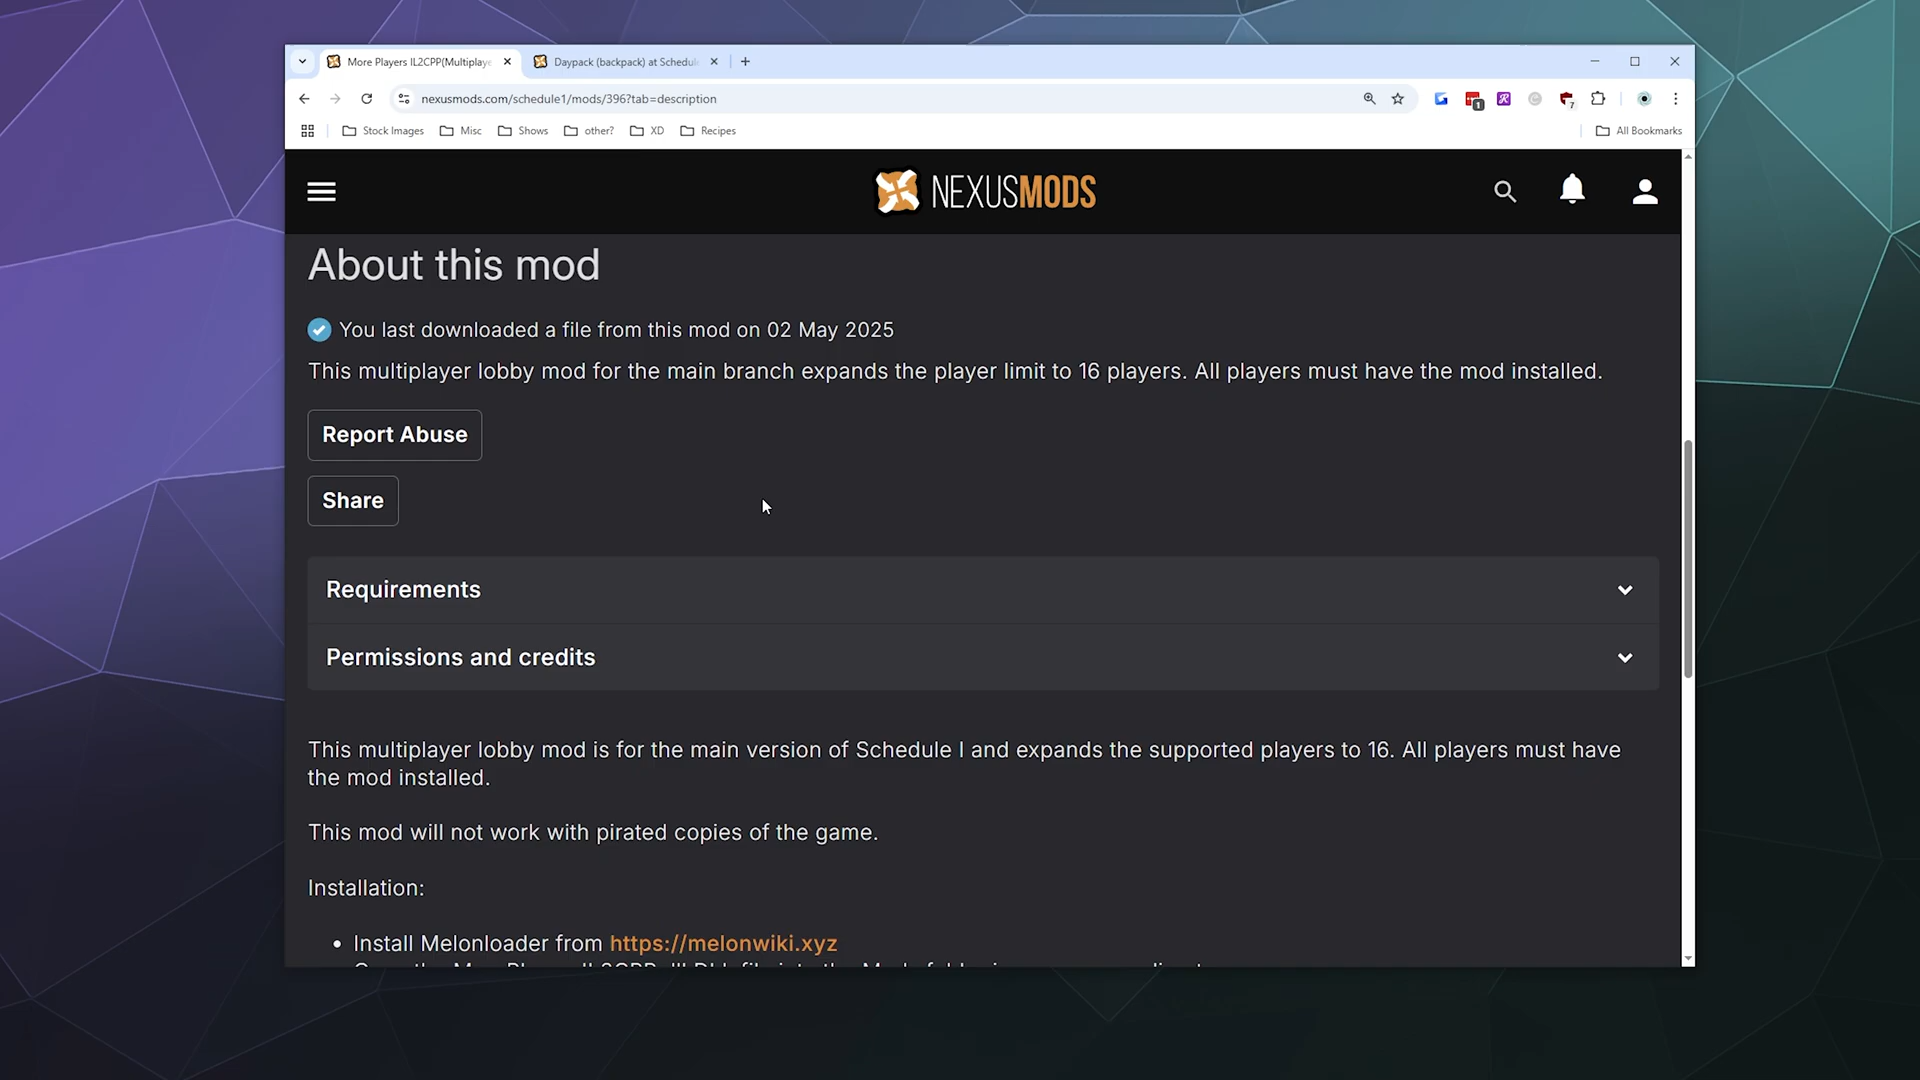 More Players IL2CPP(Multiplaye
Daypack (backpack) at Schedul
nexusmods.com/schedule1/mods/396?tab=description
1
7
Stock Images
Misc
Shows
other?
XD
Recipes
All Bookmarks
NEXUSMODS
About this mod
You last downloaded a file from this mod on 02 May 2025
This multiplayer lobby mod for the main branch expands the player limit to 16 players. All players must have the mod installed.
Report Abuse
Share
Requirements
Permissions and credits
This multiplayer lobby mod is for the main version of Schedule I and expands the supported players to 16. All players must have
the mod installed.
This mod will not work with pirated copies of the game.
Installation:
• Install Melonloader from https://melonwiki.xyz